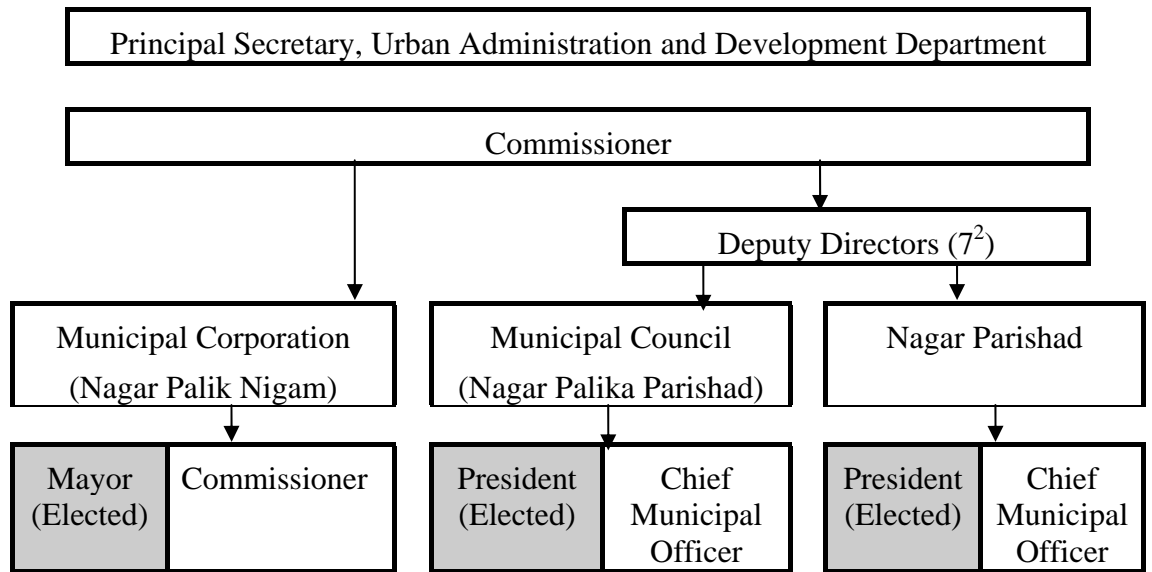 Principal Secretary, Urban Administration and Development Department
Commissioner
Deputy Directors (7²)
Municipal Corporation
(Nagar Palik Nigam)
Municipal Council
(Nagar Palika Parishad)
Nagar Parishad
Mayor
(Elected)
Commissioner
President
(Elected)
Chief
Municipal
Officer
President
(Elected)
Chief
Municipal
Officer